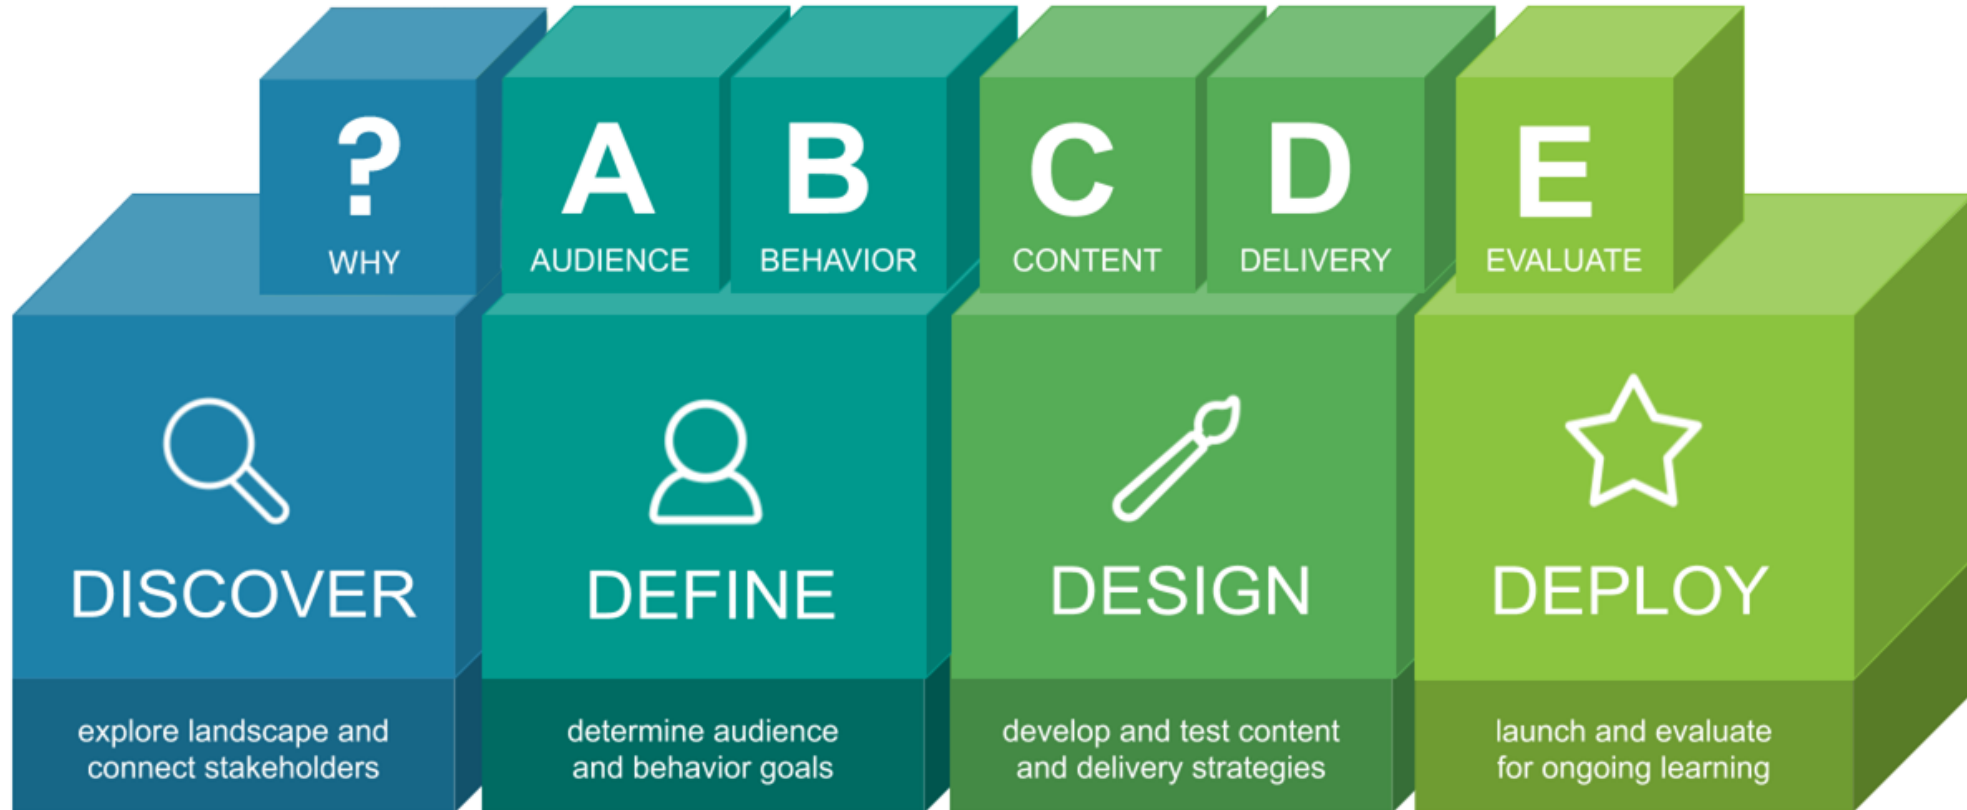 ?
WHY
A
AUDIENCE
B
BEHAVIOR
C
CONTENT
D
DELIVERY
E
EVALUATE
DISCOVER
explore landscape and
connect stakeholders
DEFINE
determine audience
and behavior goals
DESIGN
develop and test content
and delivery strategies
DEPLOY
launch and evaluate
for ongoing learning